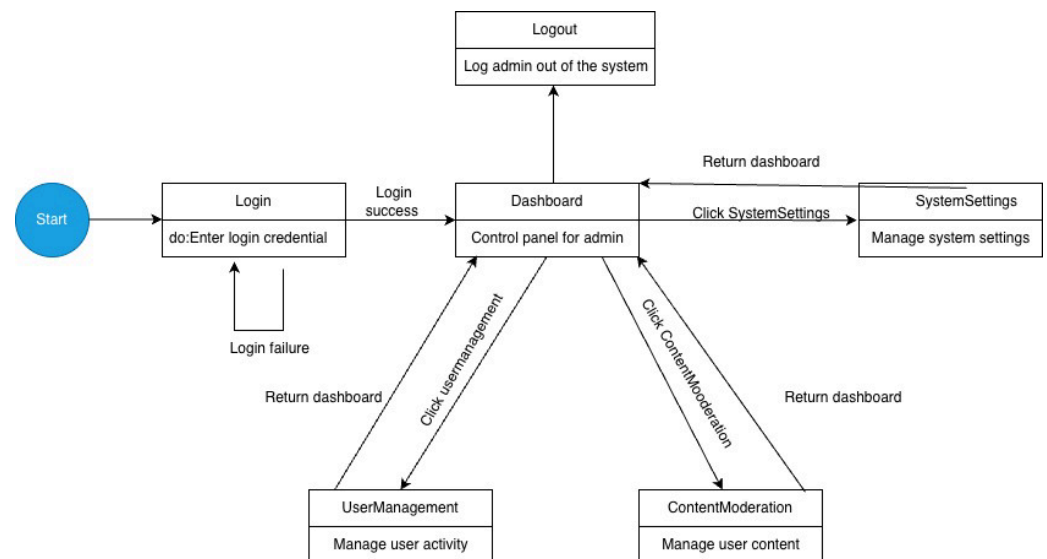 Logout
Log admin out of the system
Return dashboard
Start
Login
do:Enter login credential
Login
success
Dashboard
Control panel for admin
Click SystemSettings
SystemSettings
Manage system settings
Login failure
Return dashboard
Click usermanagement
Click ContentMooderation
Return dashboard
UserManagement
Manage user activity
ContentModeration
Manage user content